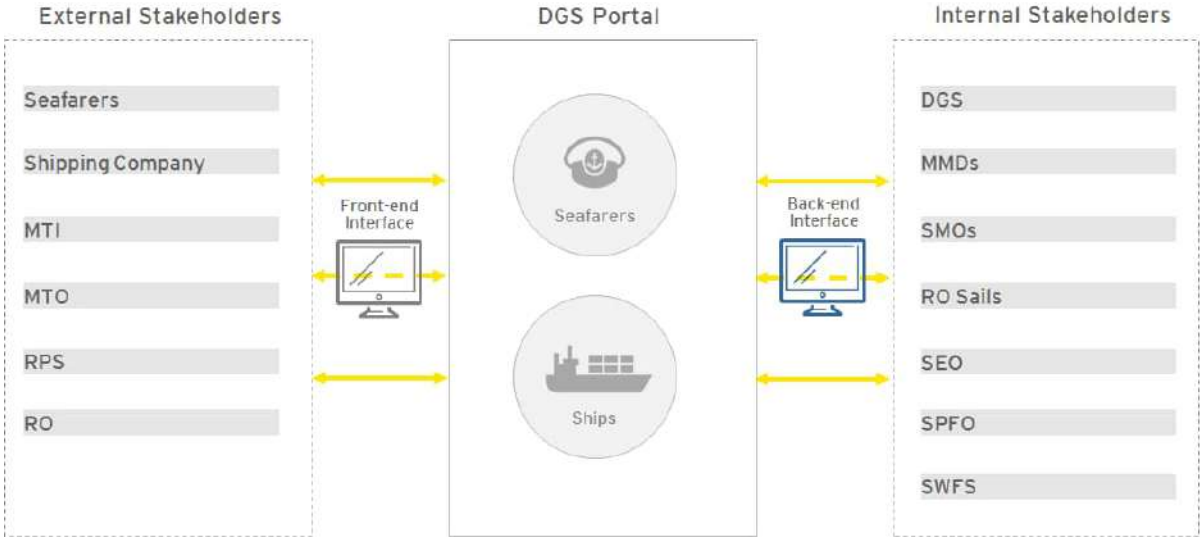 External Stakeholders
DGS Portal
Internal Stakeholders
Seafarers
Shipping Company
MTI
MTO
RPS
RO
Front-end
Interface
Seafarers
Ships
Back-end
Interface
DGS
MMDs
SMOs
RO Sails
SEO
SPFO
SWFS